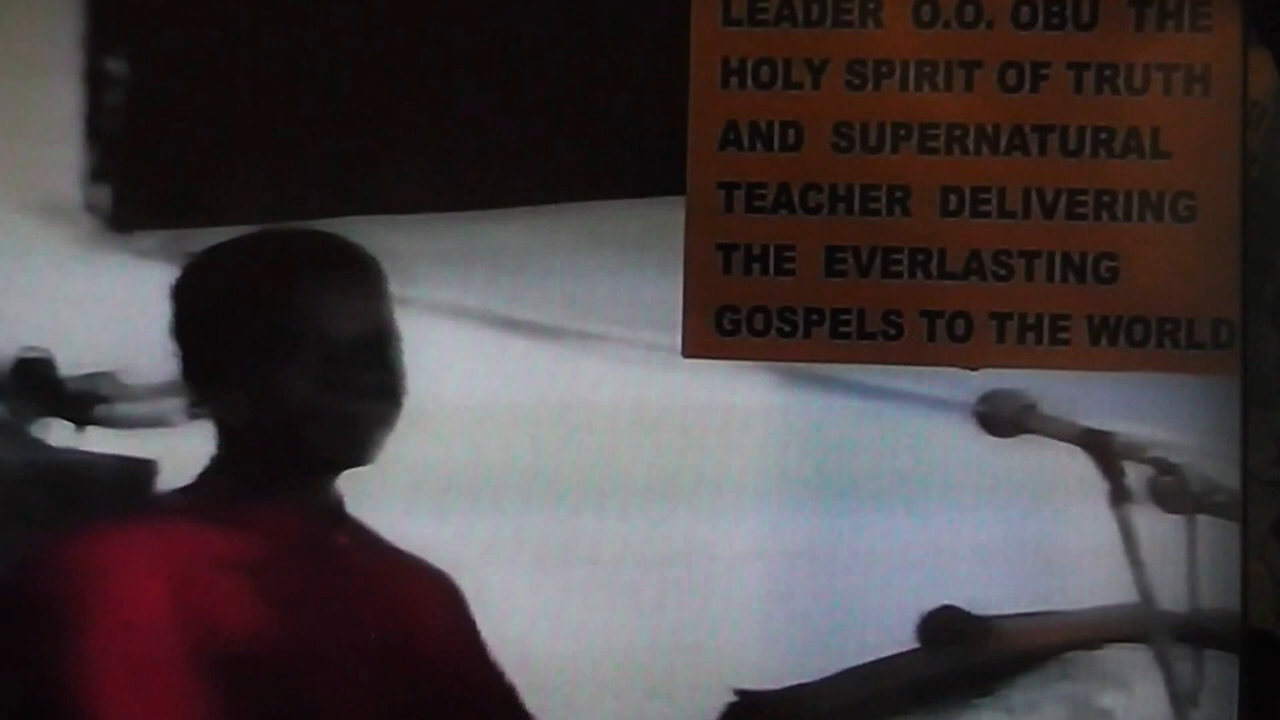 LEADER O.O. OBU THE
HOLY SPIRIT OF TRUTH
AND SUPERNATURAL
TEACHER DELIVERING
THE EVERLASTING
GOSPELS TO THE WORLD